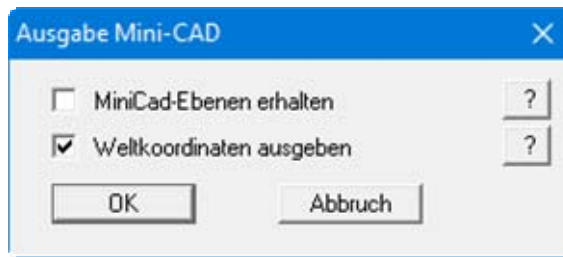 Ausgabe Mini-CAD
MiniCad-Ebenen erhalten ?
Weltkoordinaten ausgeben ?
OK Abbruch